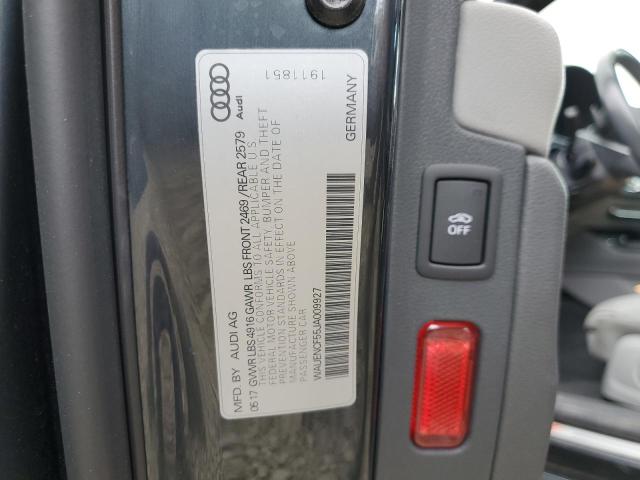 MFD. BY AUDI AG
05.17 GVWR LBS 4916 GAWR LBS FRONT 2469 / REAR 2579
THIS VEHICLE CONFORMS TO ALL APPLICABLE U.S.
FEDERAL MOTOR VEHICLE SAFETY, BUMPER AND THEFT
PREVENTION STANDARDS IN EFFECT ON THE DATE OF
MANUFACTURE SHOWN ABOVE
PASSENGER CAR
WAUENCF55JA009927
Audi
GERMANY
1911851
OFF